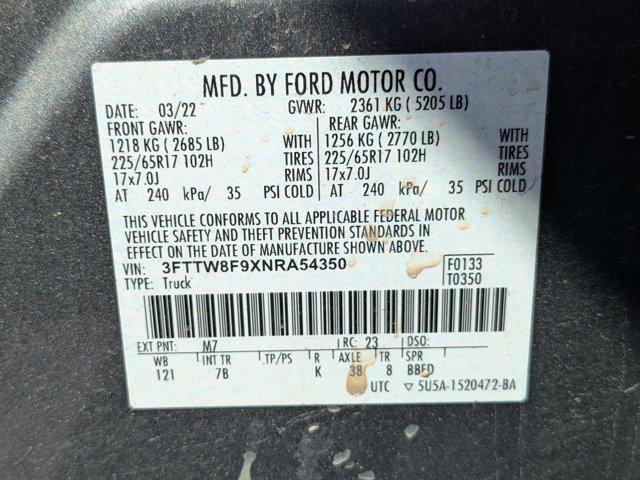 MFD. BY FORD MOTOR CO.
DATE: 03/22 GVWR: 2361 KG ( 5205 LB)
FRONT GAWR: REAR GAWR:
1218 KG ( 2685 LB) WITH 1256 KG ( 2770 LB) WITH
225/65R17 102H TIRES 225/65R17 102H TIRES
17x7.0J RIMS 17x7.0J RIMS
AT 240 kPa/ 35 PSI COLD AT 240 kPa/ 35 PSI COLD
THIS VEHICLE CONFORMS TO ALL APPLICABLE FEDERAL MOTOR
VEHICLE SAFETY AND THEFT PREVENTION STANDARDS IN
EFFECT ON THE DATE OF MANUFACTURE SHOWN ABOVE.
VIN: 3FTTW8F9XNRA54350 F0133
TYPE: Truck T0350
EXT PNT: M7 RC: 23 DSO:
WB INT TR TP/PS R AXLE TR SPR
121 7B K 38 8 BBED
UTC ▽ 5U5A-1520472-BA